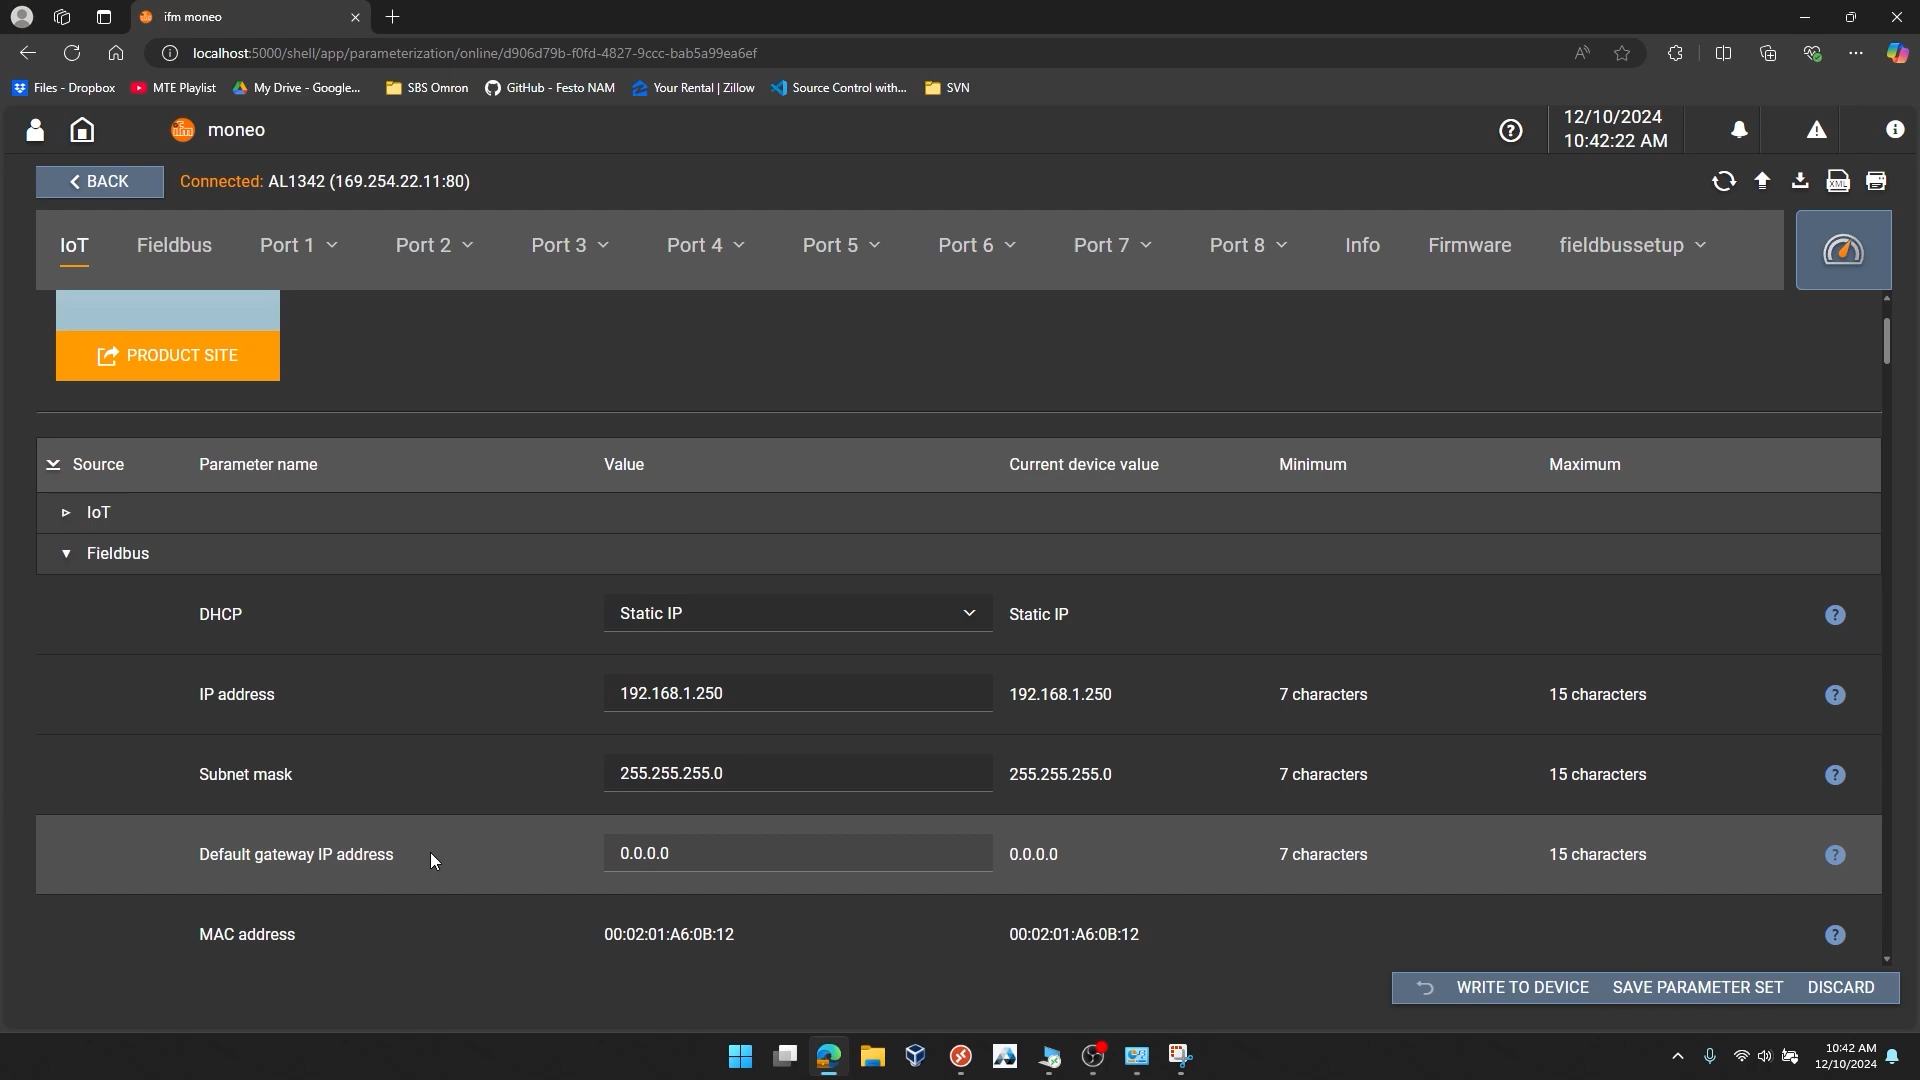 ifm moneo
localhost:5000/shell/app/parameterization/online/d906d79b-f0fd-4827-9ccc-bab5a99ea6ef
Files - Dropbox MTE Playlist My Drive - Google... SBS Omron GitHub - Festo NAM Your Rental | Zillow Source Control with... SVN
ifm moneo
12/10/2024
10:42:22 AM
BACK Connected: AL1342 (169.254.22.11:80)
XML
IoT Fieldbus Port 1 Port 2 Port 3 Port 4 Port 5 Port 6 Port 7 Port 8 Info Firmware fieldbussetup
PRODUCT SITE
Source Parameter name Value Current device value Minimum Maximum
IoT
Fieldbus
DHCP Static IP Static IP ?
IP address 192.168.1.250 192.168.1.250 7 characters 15 characters ?
Subnet mask 255.255.255.0 255.255.255.0 7 characters 15 characters ?
Default gateway IP address 0.0.0.0 0.0.0.0 7 characters 15 characters ?
MAC address 00:02:01:A6:0B:12 00:02:01:A6:0B:12 ?
WRITE TO DEVICE SAVE PARAMETER SET DISCARD
10:42 AM
12/10/2024